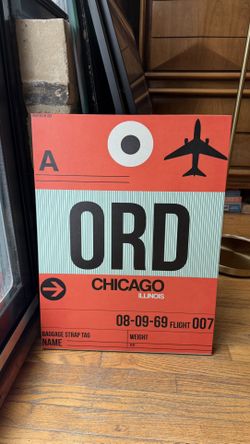 A
ORD
CHICAGO
ILLINOIS
08-09-69 FLIGHT 007
BAGGAGE STRAP TAG
WEIGHT
NAME